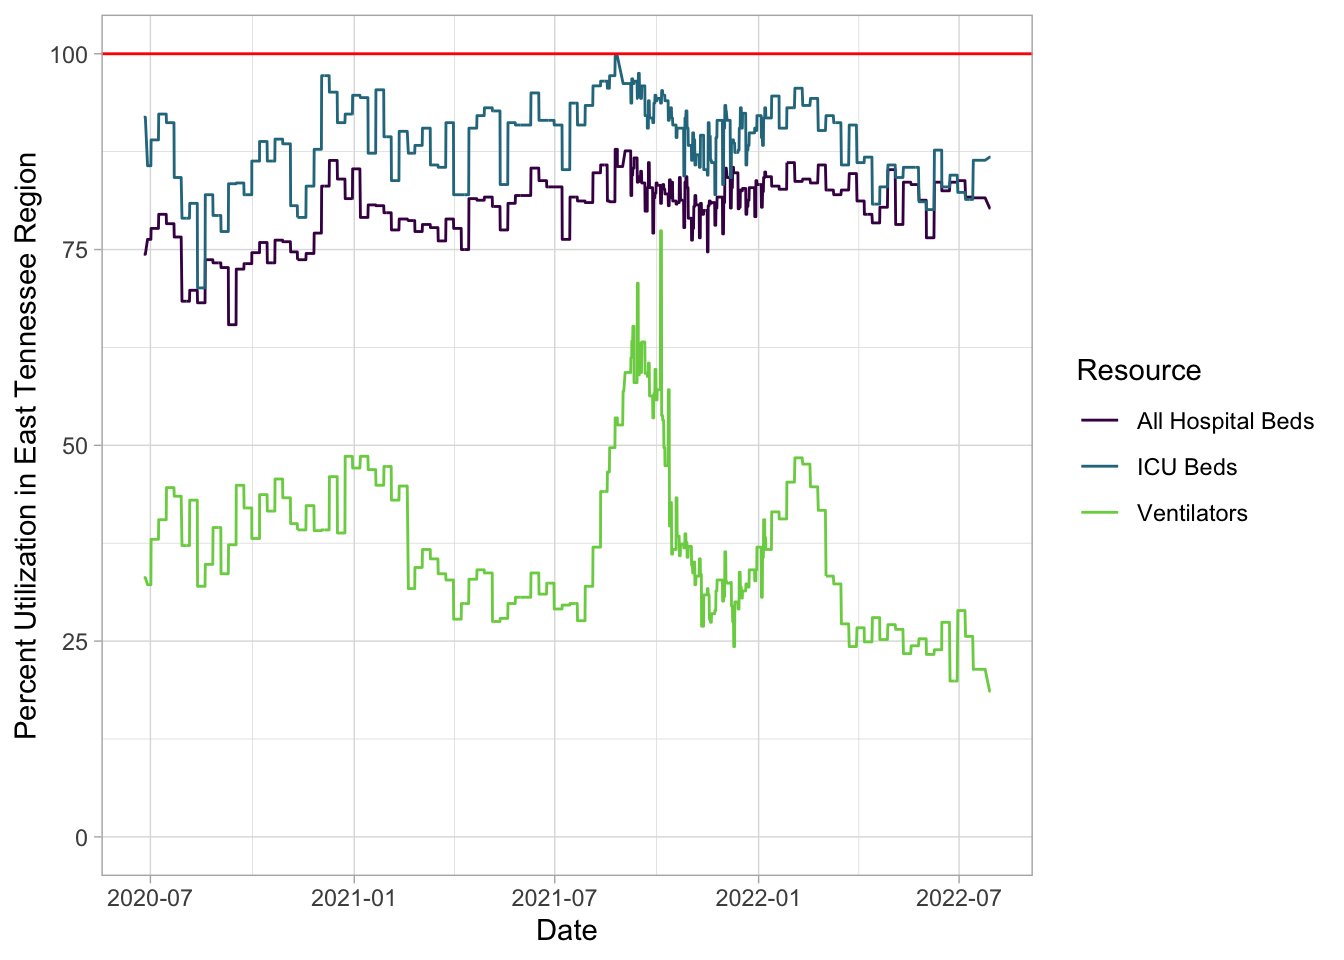 Percent Utilization in East Tennessee Region
100
75
50
25
0
2020-07 2021-01 2021-07 2022-01 2022-07
Date
Resource
All Hospital Beds
ICU Beds
Ventilators